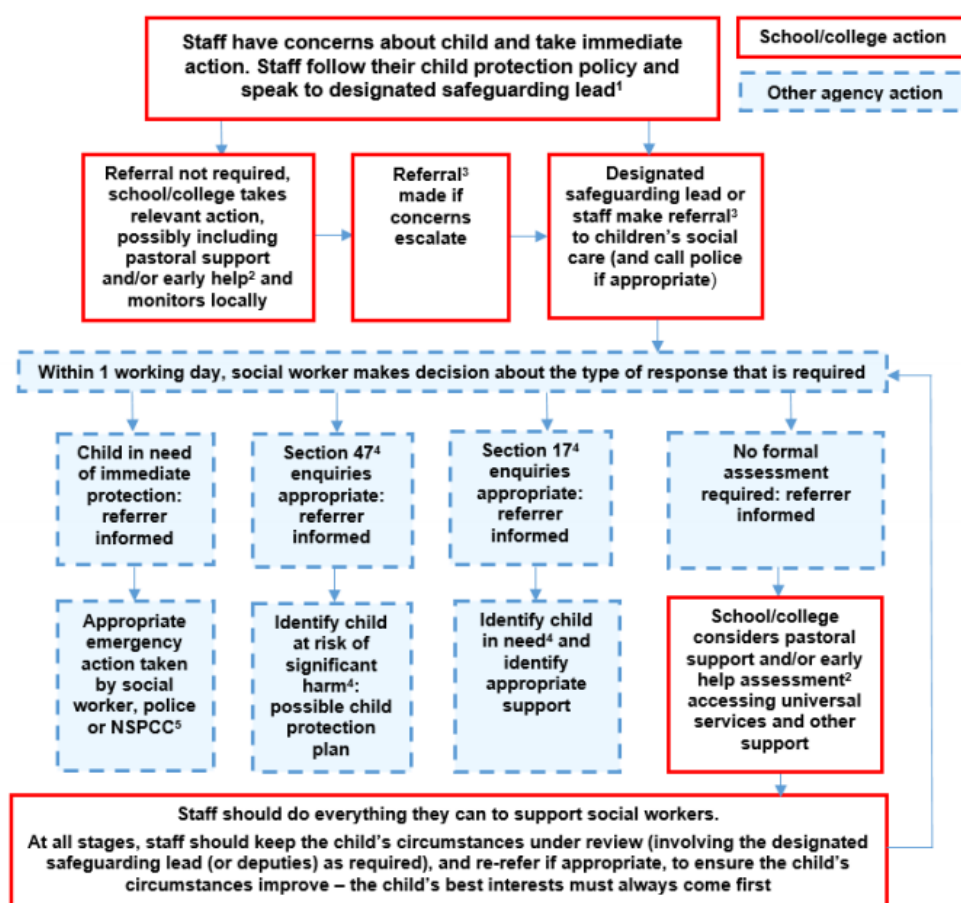 Staff have concerns about child and take immediate
action. Staff follow their child protection policy and
speak to designated safeguarding lead¹
School/college action
Other agency action
Referral not required,
school/college takes
relevant action,
possibly including
pastoral support
and/or early help² and
monitors locally
Referral³
made if
concerns
escalate
Designated
safeguarding lead or
staff make referral³
to children's social
care (and call police
if appropriate)
Within 1 working day, social worker makes decision about the type of response that is required
Child in need
of immediate
protection:
referrer
informed
Section 47⁴
enquiries
appropriate:
referrer
informed
Section 17⁴
enquiries
appropriate:
referrer
informed
No formal
assessment
required: referrer
informed
Appropriate
emergency
action taken
by social
worker, police
or NSPCC⁵
Identify child
at risk of
significant
harm⁴:
possible child
protection
plan
Identify child
in need⁴ and
identify
appropriate
support
School/college
considers pastoral
support and/or early
help assessment²
accessing universal
services and other
support
Staff should do everything they can to support social workers.
At all stages, staff should keep the child's circumstances under review (involving the designated
safeguarding lead (or deputies) as required), and re-refer if appropriate, to ensure the child's
circumstances improve – the child's best interests must always come first